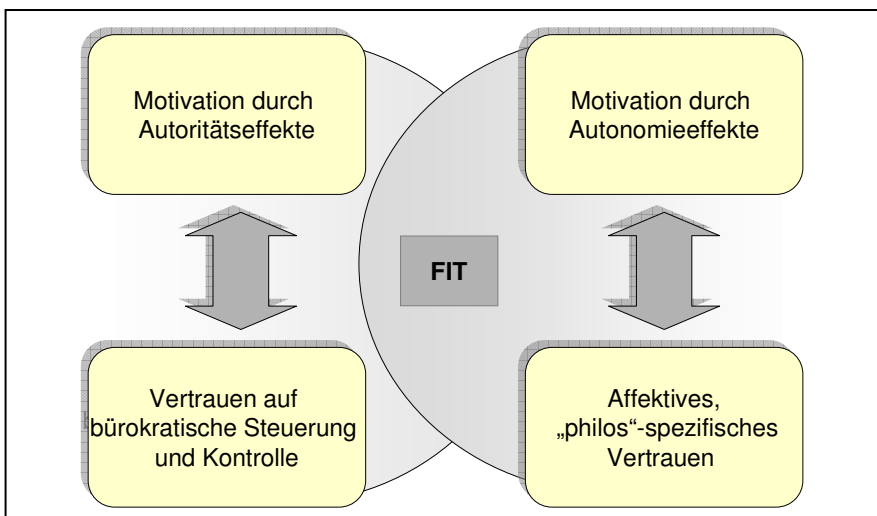 Motivation durch
Autoritätseffekte
Motivation durch
Autonomieeffekte
FIT
Vertrauen auf
bürokratische Steuerung
und Kontrolle
Affektives,
„philos“-spezifisches
Vertrauen